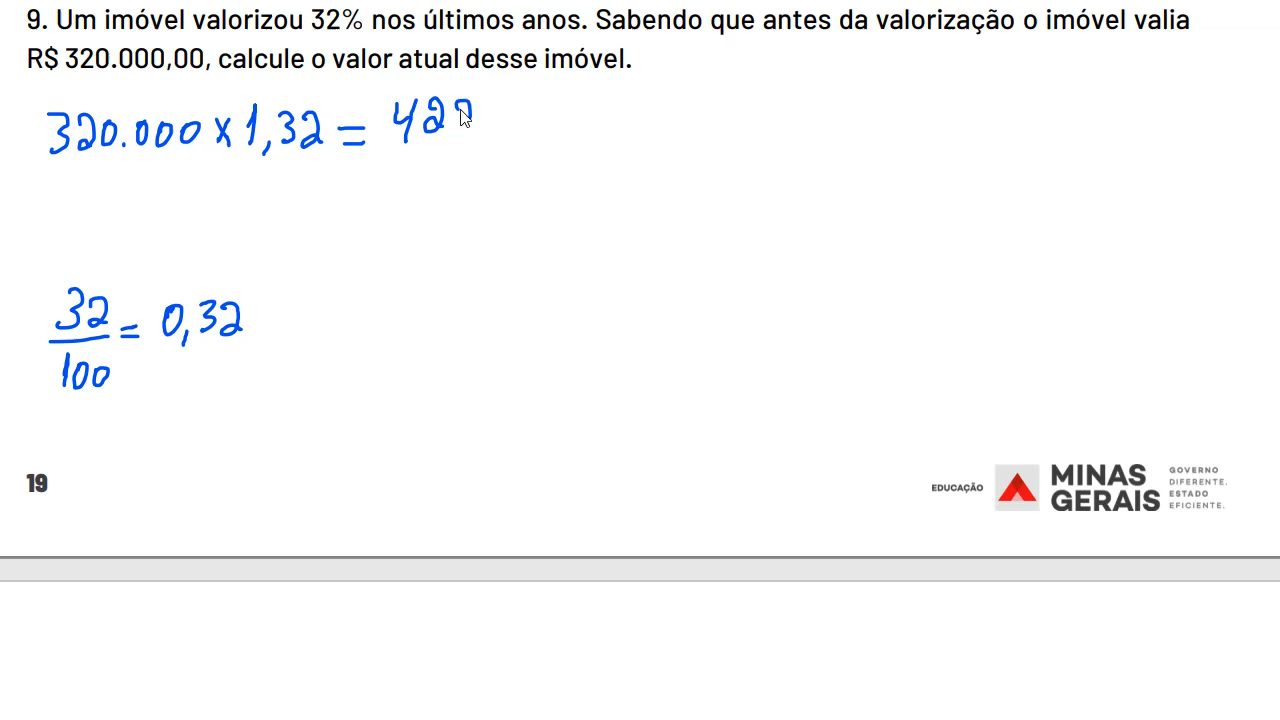 9. Um imóvel valorizou 32% nos últimos anos. Sabendo que antes da valorização o imóvel valia
R$ 320.000,00, calcule o valor atual desse imóvel.
320.000 x 1,32 = 42
32
100
= 0,32
19
EDUCAÇÃO
MINAS
GERAIS
GOVERNO
DIFERENTE.
ESTADO
EFICIENTE.